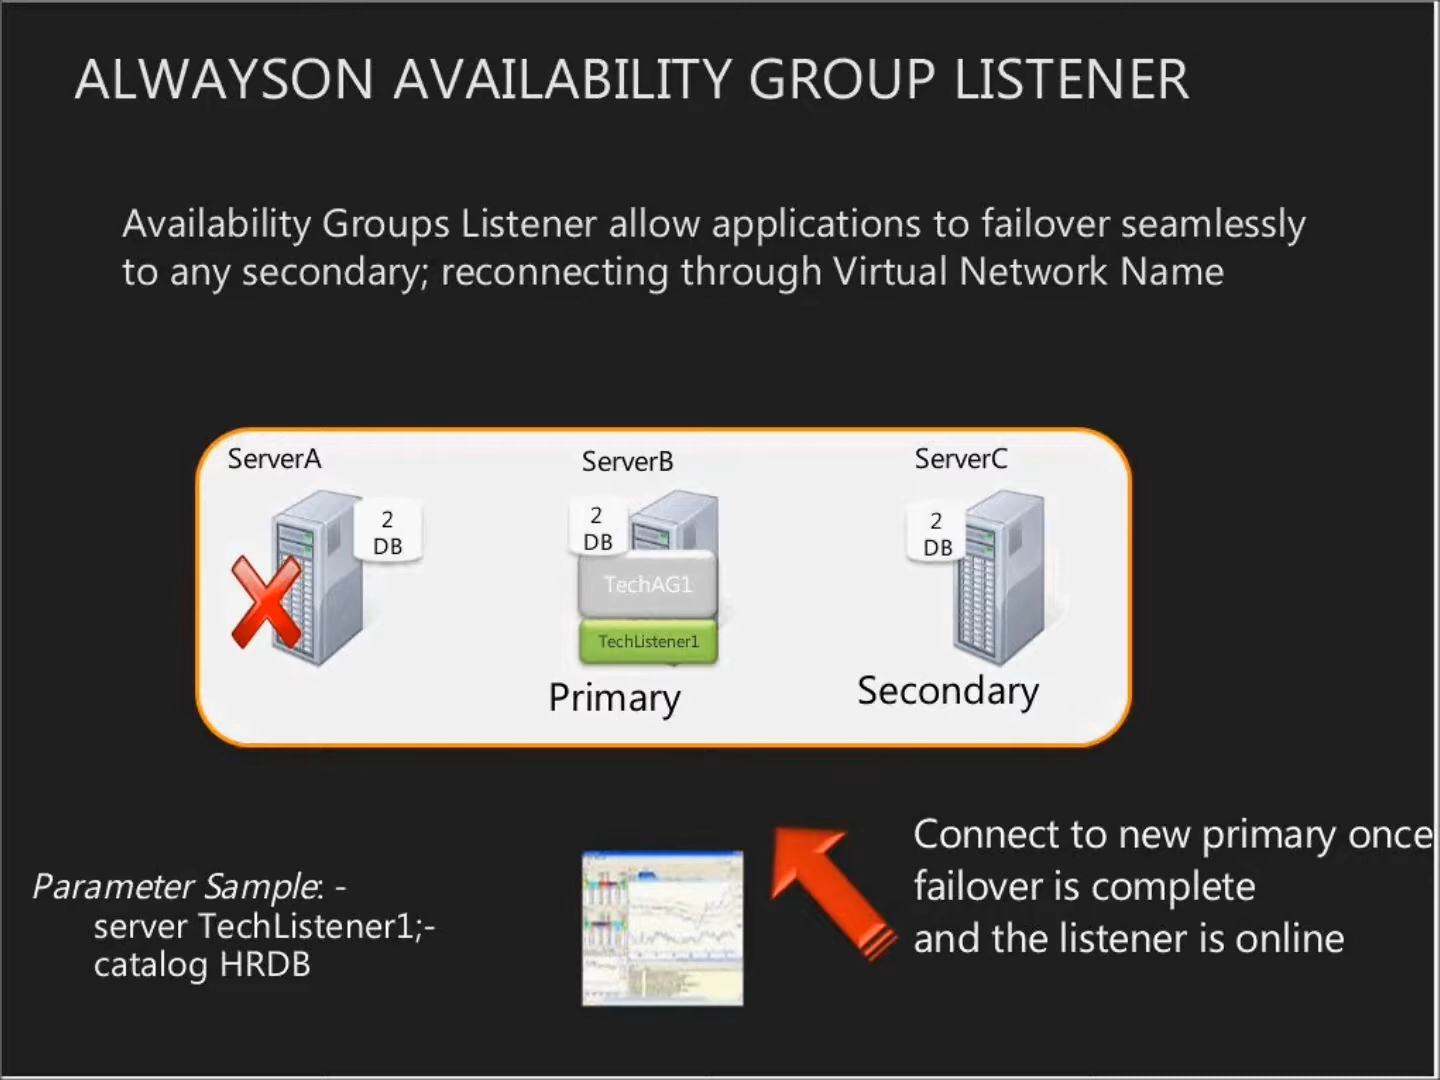 ALWAYSON AVAILABILITY GROUP LISTENER
Availability Groups Listener allow applications to failover seamlessly
to any secondary; reconnecting through Virtual Network Name
ServerA
ServerB
ServerC
2
DB
2
DB
2
DB
TechAG1
TechListener1
Primary
Secondary
Connect to new primary once
failover is complete
and the listener is online
Parameter Sample: -
server TechListener1;-
catalog HRDB